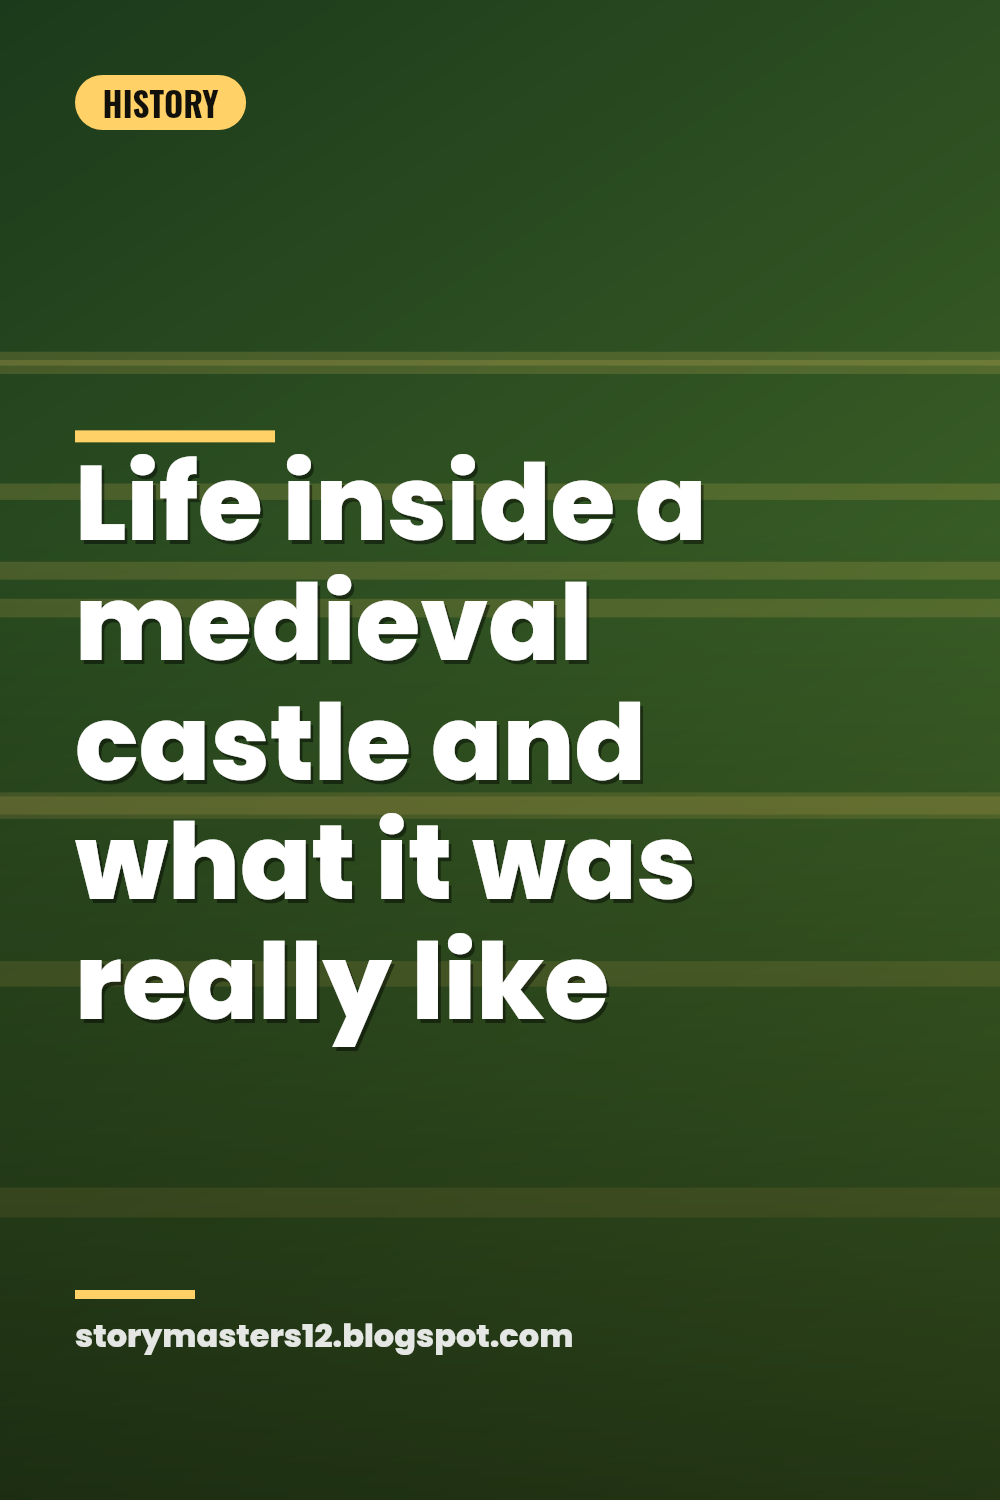 HISTORY
Life inside a
medieval
castle and
what it was
really like
storymasters12.blogspot.com